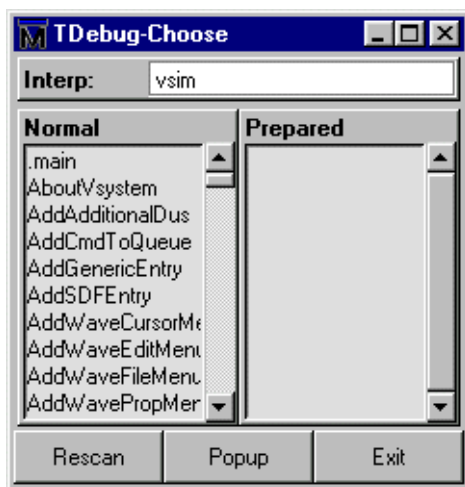 TDebug-Choose
Interp: vsim
Normal
.main
AboutVsystem
AddAdditionalDus
AddCmdToQueue
AddGenericEntry
AddSDFEntry
AddWaveCursorMe
AddWaveEditMenu
AddWaveFileMenu
AddWavePropMer
Prepared
Rescan Popup Exit